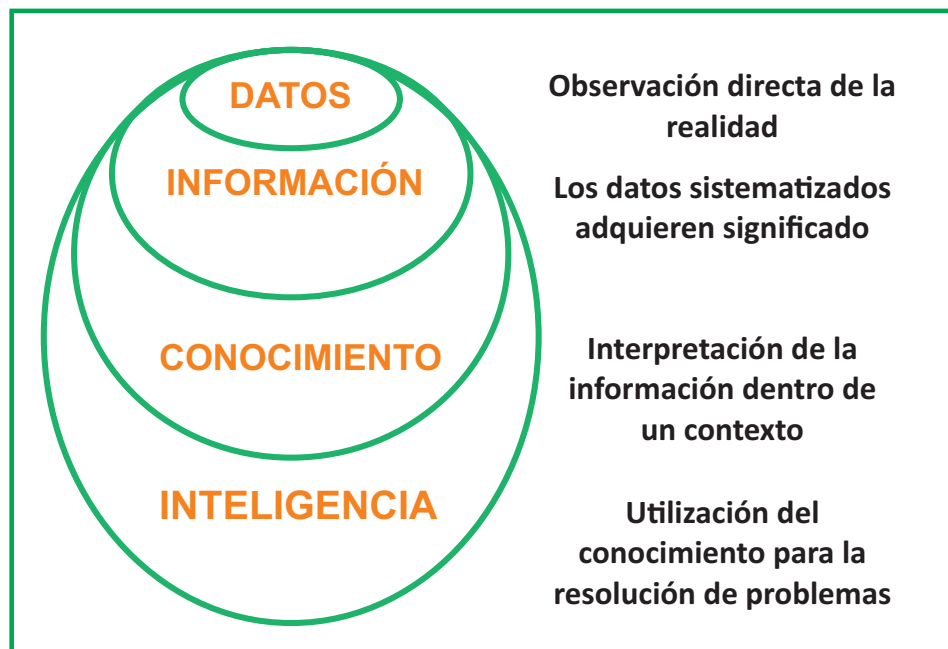 DATOS
Observación directa de la
realidad
INFORMACIÓN
Los datos sistematizados
adquieren significado
CONOCIMIENTO
Interpretación de la
información dentro de
un contexto
INTELIGENCIA
Utilización del
conocimiento para la
resolución de problemas